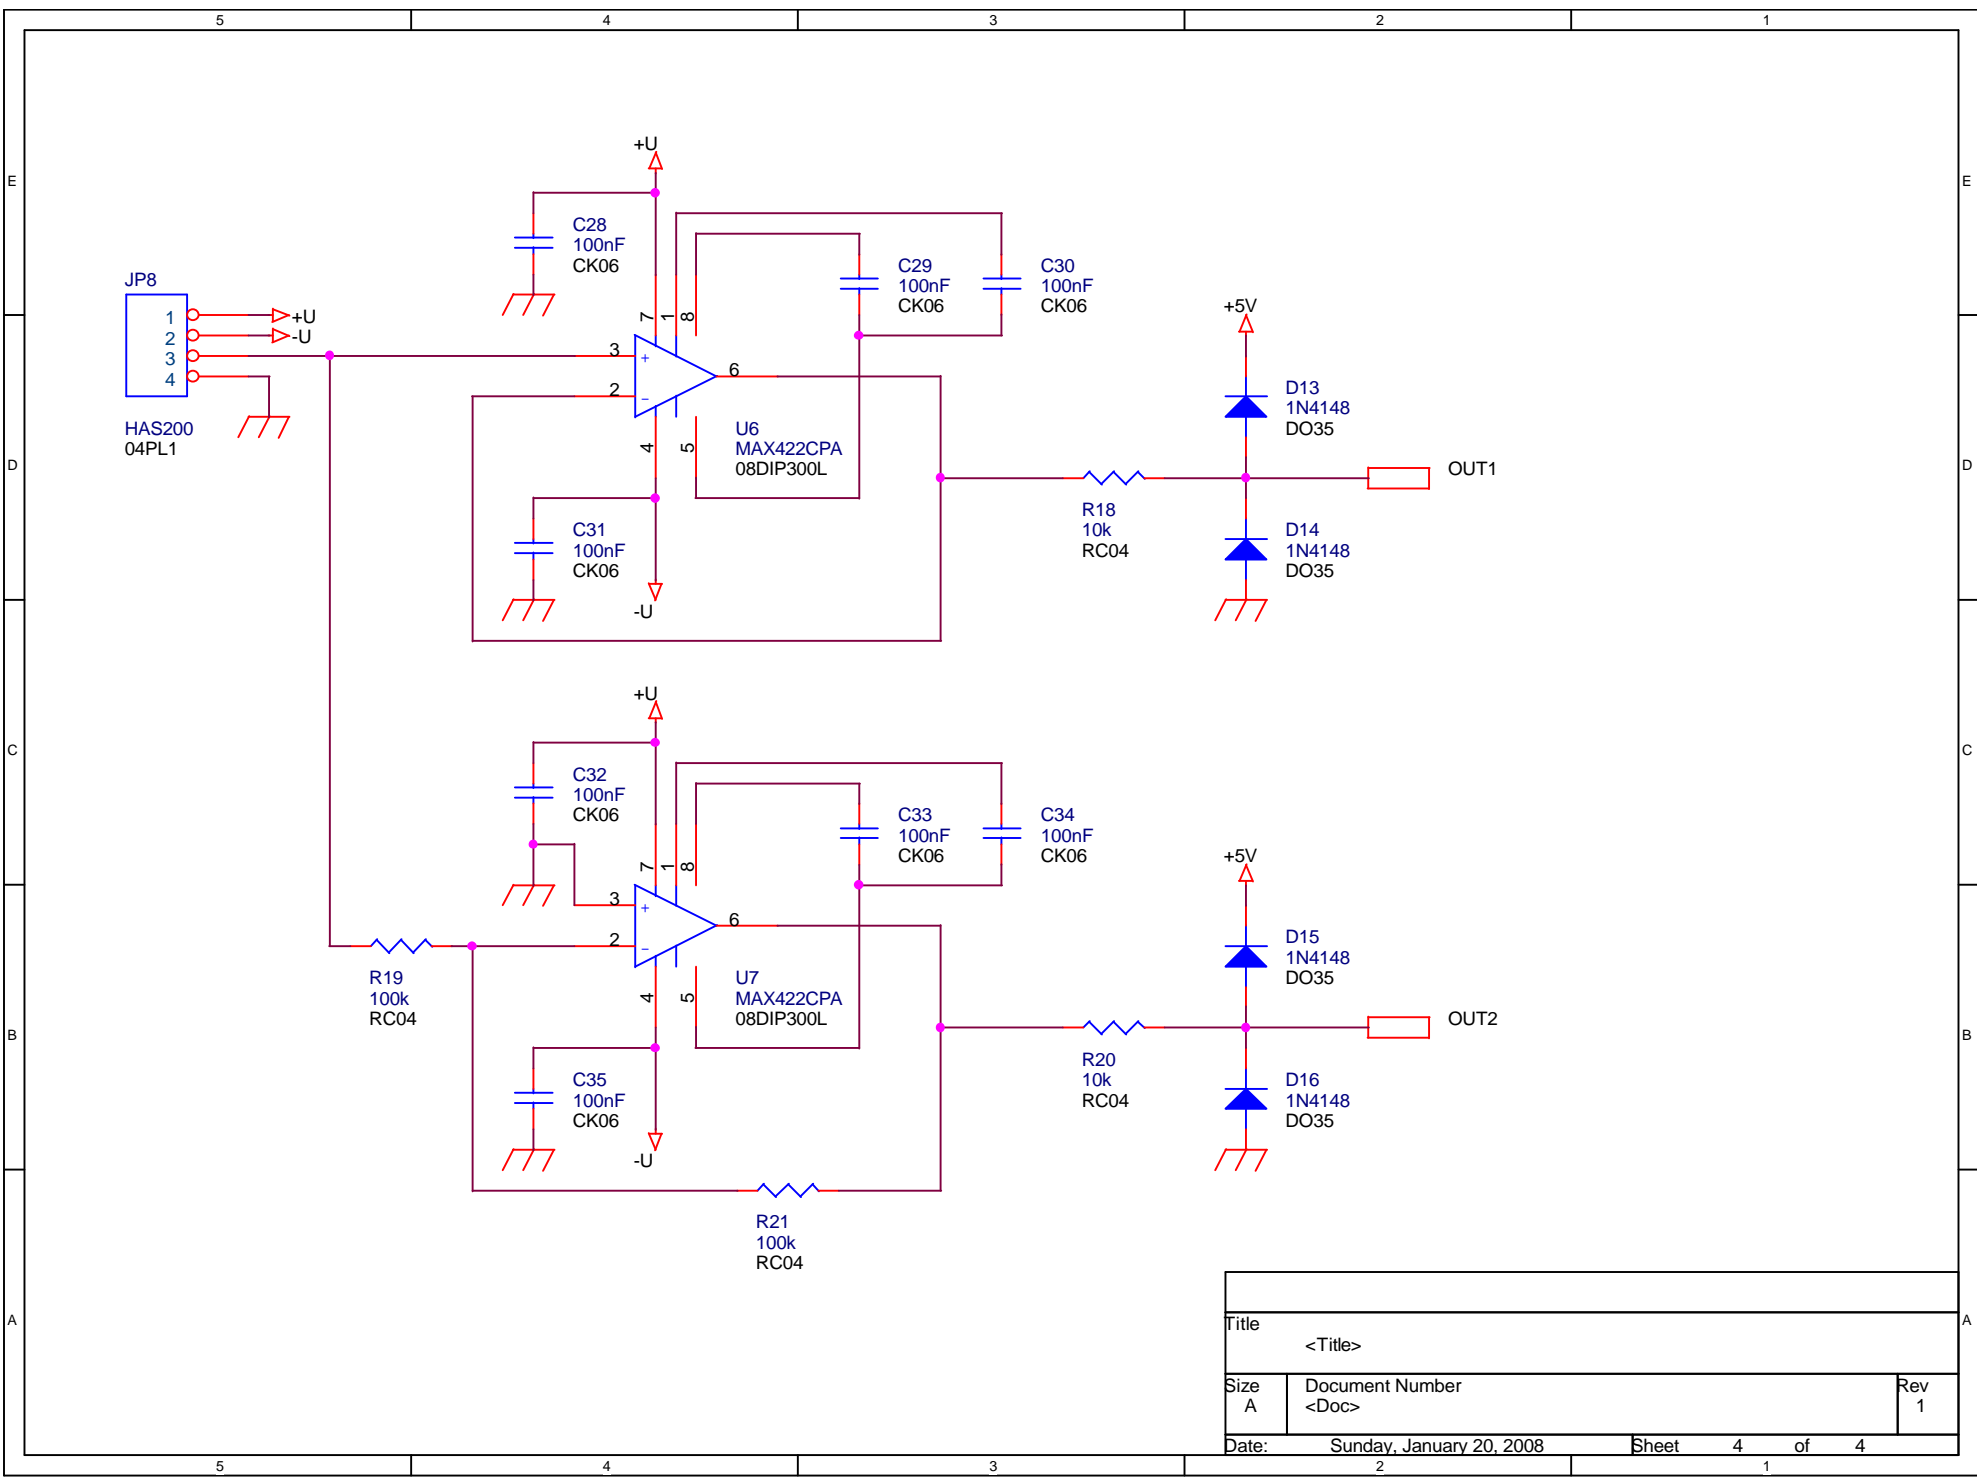 5 4 3 2 1
E E
D D
C C
B B
A A
JP8
1
2
3
4
+U
-U
HAS200
04PL1
+U
C28
100nF
CK06
C29
100nF
CK06
C30
100nF
CK06
7
1
8
3
+
2
-
6
4
5
U6
MAX422CPA
08DIP300L
C31
100nF
CK06
-U
+5V
D13
1N4148
DO35
OUT1
R18
10k
RC04
D14
1N4148
DO35
+U
C32
100nF
CK06
C33
100nF
CK06
C34
100nF
CK06
7
1
8
3
+
2
-
6
4
5
R19
100k
RC04
U7
MAX422CPA
08DIP300L
C35
100nF
CK06
-U
R21
100k
RC04
+5V
D15
1N4148
DO35
OUT2
R20
10k
RC04
D16
1N4148
DO35
Title
<Title>
Size
A
Document Number
<Doc>
Rev
1
Date: Sunday, January 20, 2008 Sheet 4 of 4
5 4 3 2 1